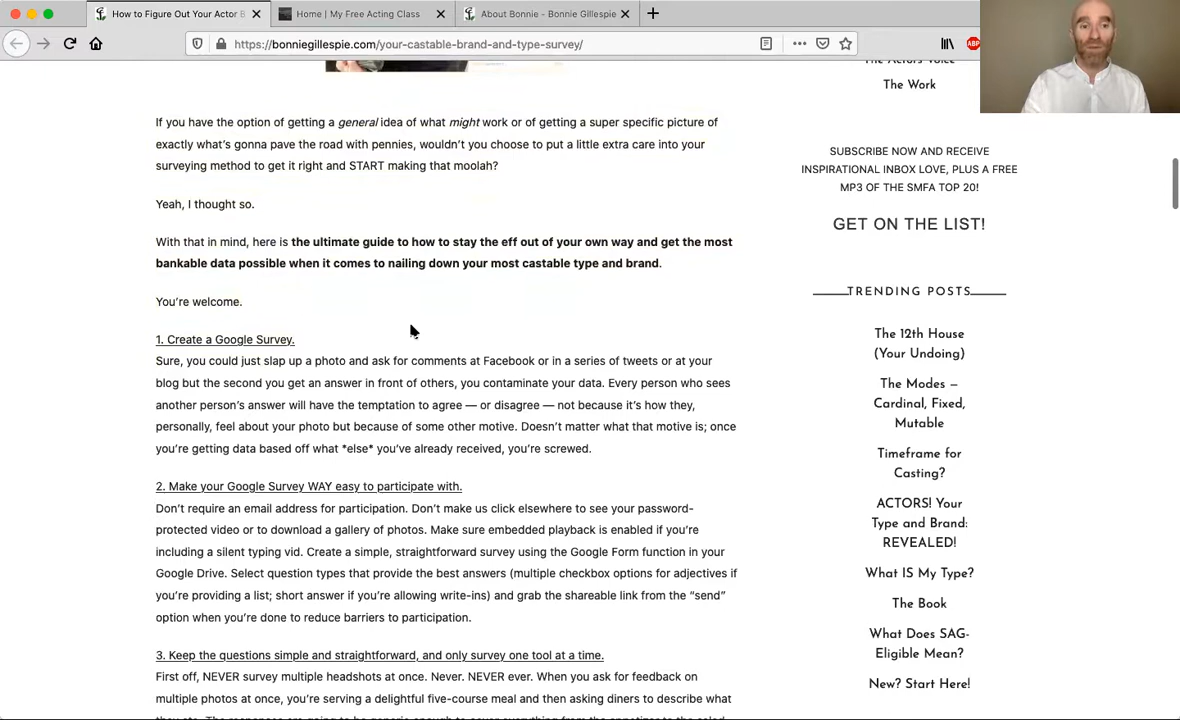 How to Figure Out Your Actor B
Home | My Free Acting Class
About Bonnie - Bonnie Gillespie
https://bonniegillespie.com/your-castable-brand-and-type-survey/
ABP
If you have the option of getting a general idea of what might work or of getting a super specific picture of
exactly what's gonna pave the road with pennies, wouldn't you choose to put a little extra care into your
surveying method to get it right and START making that moolah?
Yeah, I thought so.
With that in mind, here is the ultimate guide to how to stay the eff out of your own way and get the most
bankable data possible when it comes to nailing down your most castable type and brand.
You're welcome.
1. Create a Google Survey.
Sure, you could just slap up a photo and ask for comments at Facebook or in a series of tweets or at your
blog but the second you get an answer in front of others, you contaminate your data. Every person who sees
another person's answer will have the temptation to agree — or disagree — not because it's how they,
personally, feel about your photo but because of some other motive. Doesn't matter what that motive is; once
you're getting data based off what *else* you've already received, you're screwed.
2. Make your Google Survey WAY easy to participate with.
Don't require an email address for participation. Don't make us click elsewhere to see your password-
protected video or to download a gallery of photos. Make sure embedded playback is enabled if you're
including a silent typing vid. Create a simple, straightforward survey using the Google Form function in your
Google Drive. Select question types that provide the best answers (multiple checkbox options for adjectives if
you're providing a list; short answer if you're allowing write-ins) and grab the shareable link from the "send"
option when you're done to reduce barriers to participation.
3. Keep the questions simple and straightforward, and only survey one tool at a time.
First off, NEVER survey multiple headshots at once. Never. NEVER ever. When you ask for feedback on
multiple photos at once, you're serving a delightful five-course meal and then asking diners to describe what
The Actors Voice
The Work
SUBSCRIBE NOW AND RECEIVE
INSPIRATIONAL INBOX LOVE, PLUS A FREE
MP3 OF THE SMFA TOP 20!
GET ON THE LIST!
TRENDING POSTS
The 12th House
(Your Undoing)
The Modes –
Cardinal, Fixed,
Mutable
Timeframe for
Casting?
ACTORS! Your
Type and Brand:
REVEALED!
What IS My Type?
The Book
What Does SAG-
Eligible Mean?
New? Start Here!